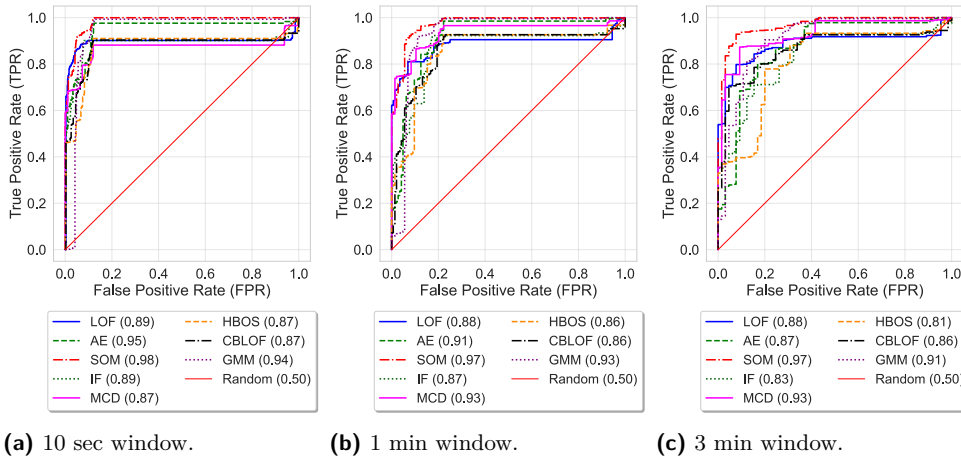 True Positive Rate (TPR)
1.0
0.8
0.6
0.4
0.2
0.0
0.0 0.2 0.4 0.6 0.8 1.0
False Positive Rate (FPR)
LOF (0.89) HBOS (0.87)
AE (0.95) CBLOF (0.87)
SOM (0.98) GMM (0.94)
IF (0.89) Random (0.50)
MCD (0.87)
(a) 10 sec window.
True Positive Rate (TPR)
1.0
0.8
0.6
0.4
0.2
0.0
0.0 0.2 0.4 0.6 0.8 1.0
False Positive Rate (FPR)
LOF (0.88) HBOS (0.86)
AE (0.91) CBLOF (0.86)
SOM (0.97) GMM (0.93)
IF (0.87) Random (0.50)
MCD (0.93)
(b) 1 min window.
True Positive Rate (TPR)
1.0
0.8
0.6
0.4
0.2
0.0
0.0 0.2 0.4 0.6 0.8 1.0
False Positive Rate (FPR)
LOF (0.88) HBOS (0.81)
AE (0.87) CBLOF (0.86)
SOM (0.97) GMM (0.91)
IF (0.83) Random (0.50)
MCD (0.93)
(c) 3 min window.